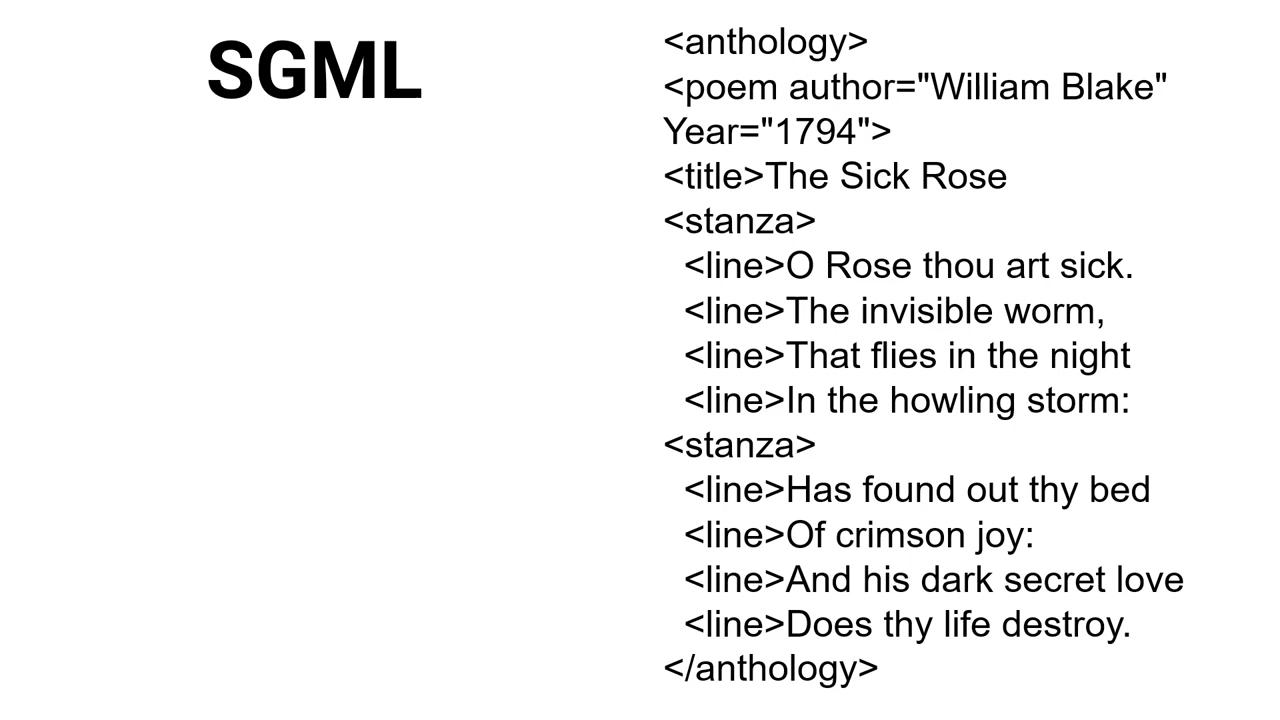 SGML
<anthology>
<poem author="William Blake"
Year="1794">
<title>The Sick Rose
<stanza>
<line>O Rose thou art sick.
<line>The invisible worm,
<line>That flies in the night
<line>In the howling storm:
<stanza>
<line>Has found out thy bed
<line>Of crimson joy:
<line>And his dark secret love
<line>Does thy life destroy.
</anthology>